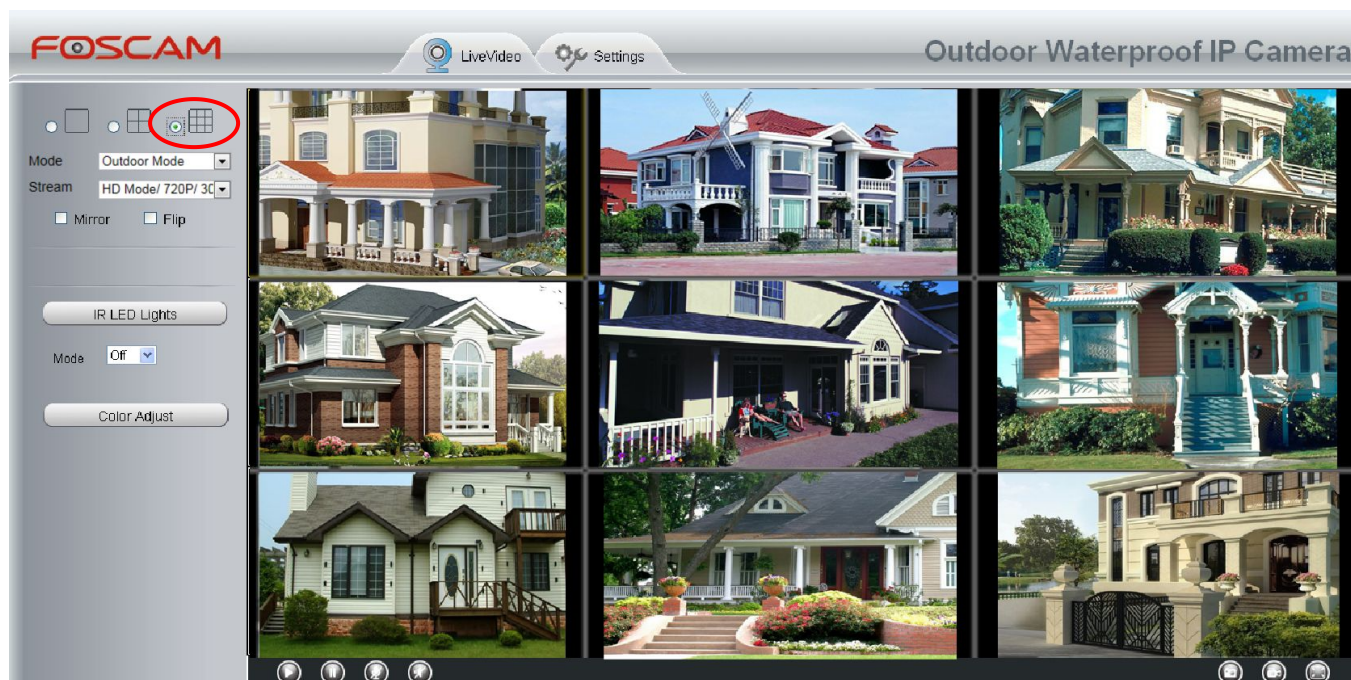 FOSCAM
LiveVideo
Settings
Outdoor Waterproof IP Camera
Mode
Outdoor Mode
Stream
HD Mode/ 720P/ 30
Mirror
Flip
IR LED Lights
Mode
Off
Color Adjust